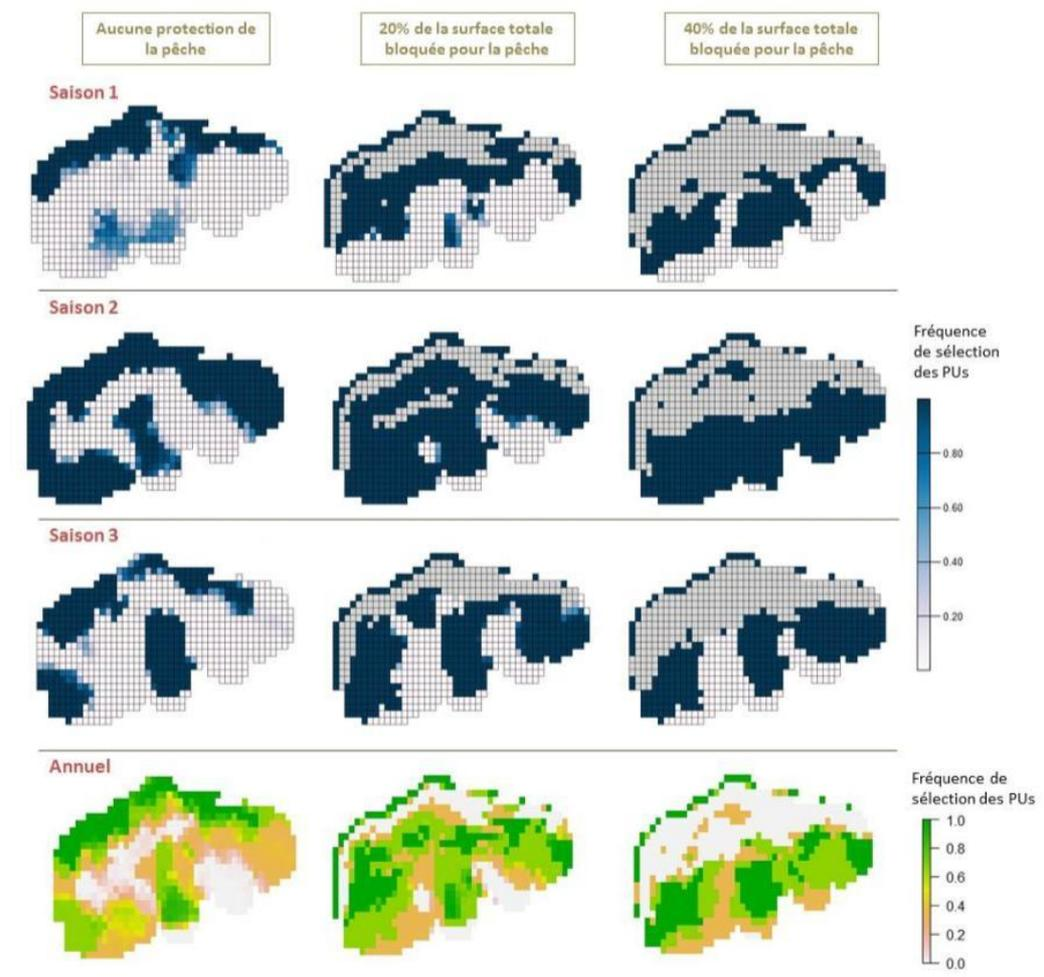 Aucune protection de
la pêche
20% de la surface totale
bloquée pour la pêche
40% de la surface totale
bloquée pour la pêche
Saison 1
Saison 2
Fréquence
de sélection
des PUs
0.80
0.60
0.40
0.20
Saison 3
Annuel
Fréquence de
sélection des PUs
1.0
0.8
0.6
0.4
0.2
0.0